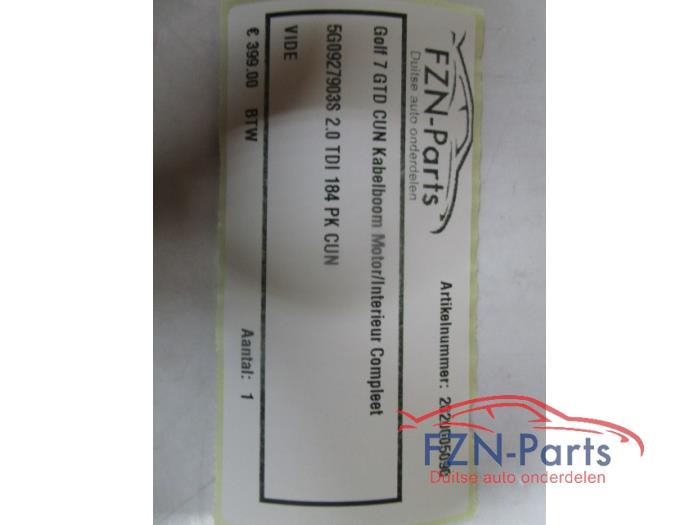 FZN-Parts
Duitse auto onderdelen
Artikelnummer:
Golf 7 GTD CUN Kabelboom Motor/Interieur Compleet
5G0927903S 2.0 TDI 184 PK CUN
VIDE
€ 399.00 BTW Aantal: 1
FZN-Parts
Duitse auto onderdelen